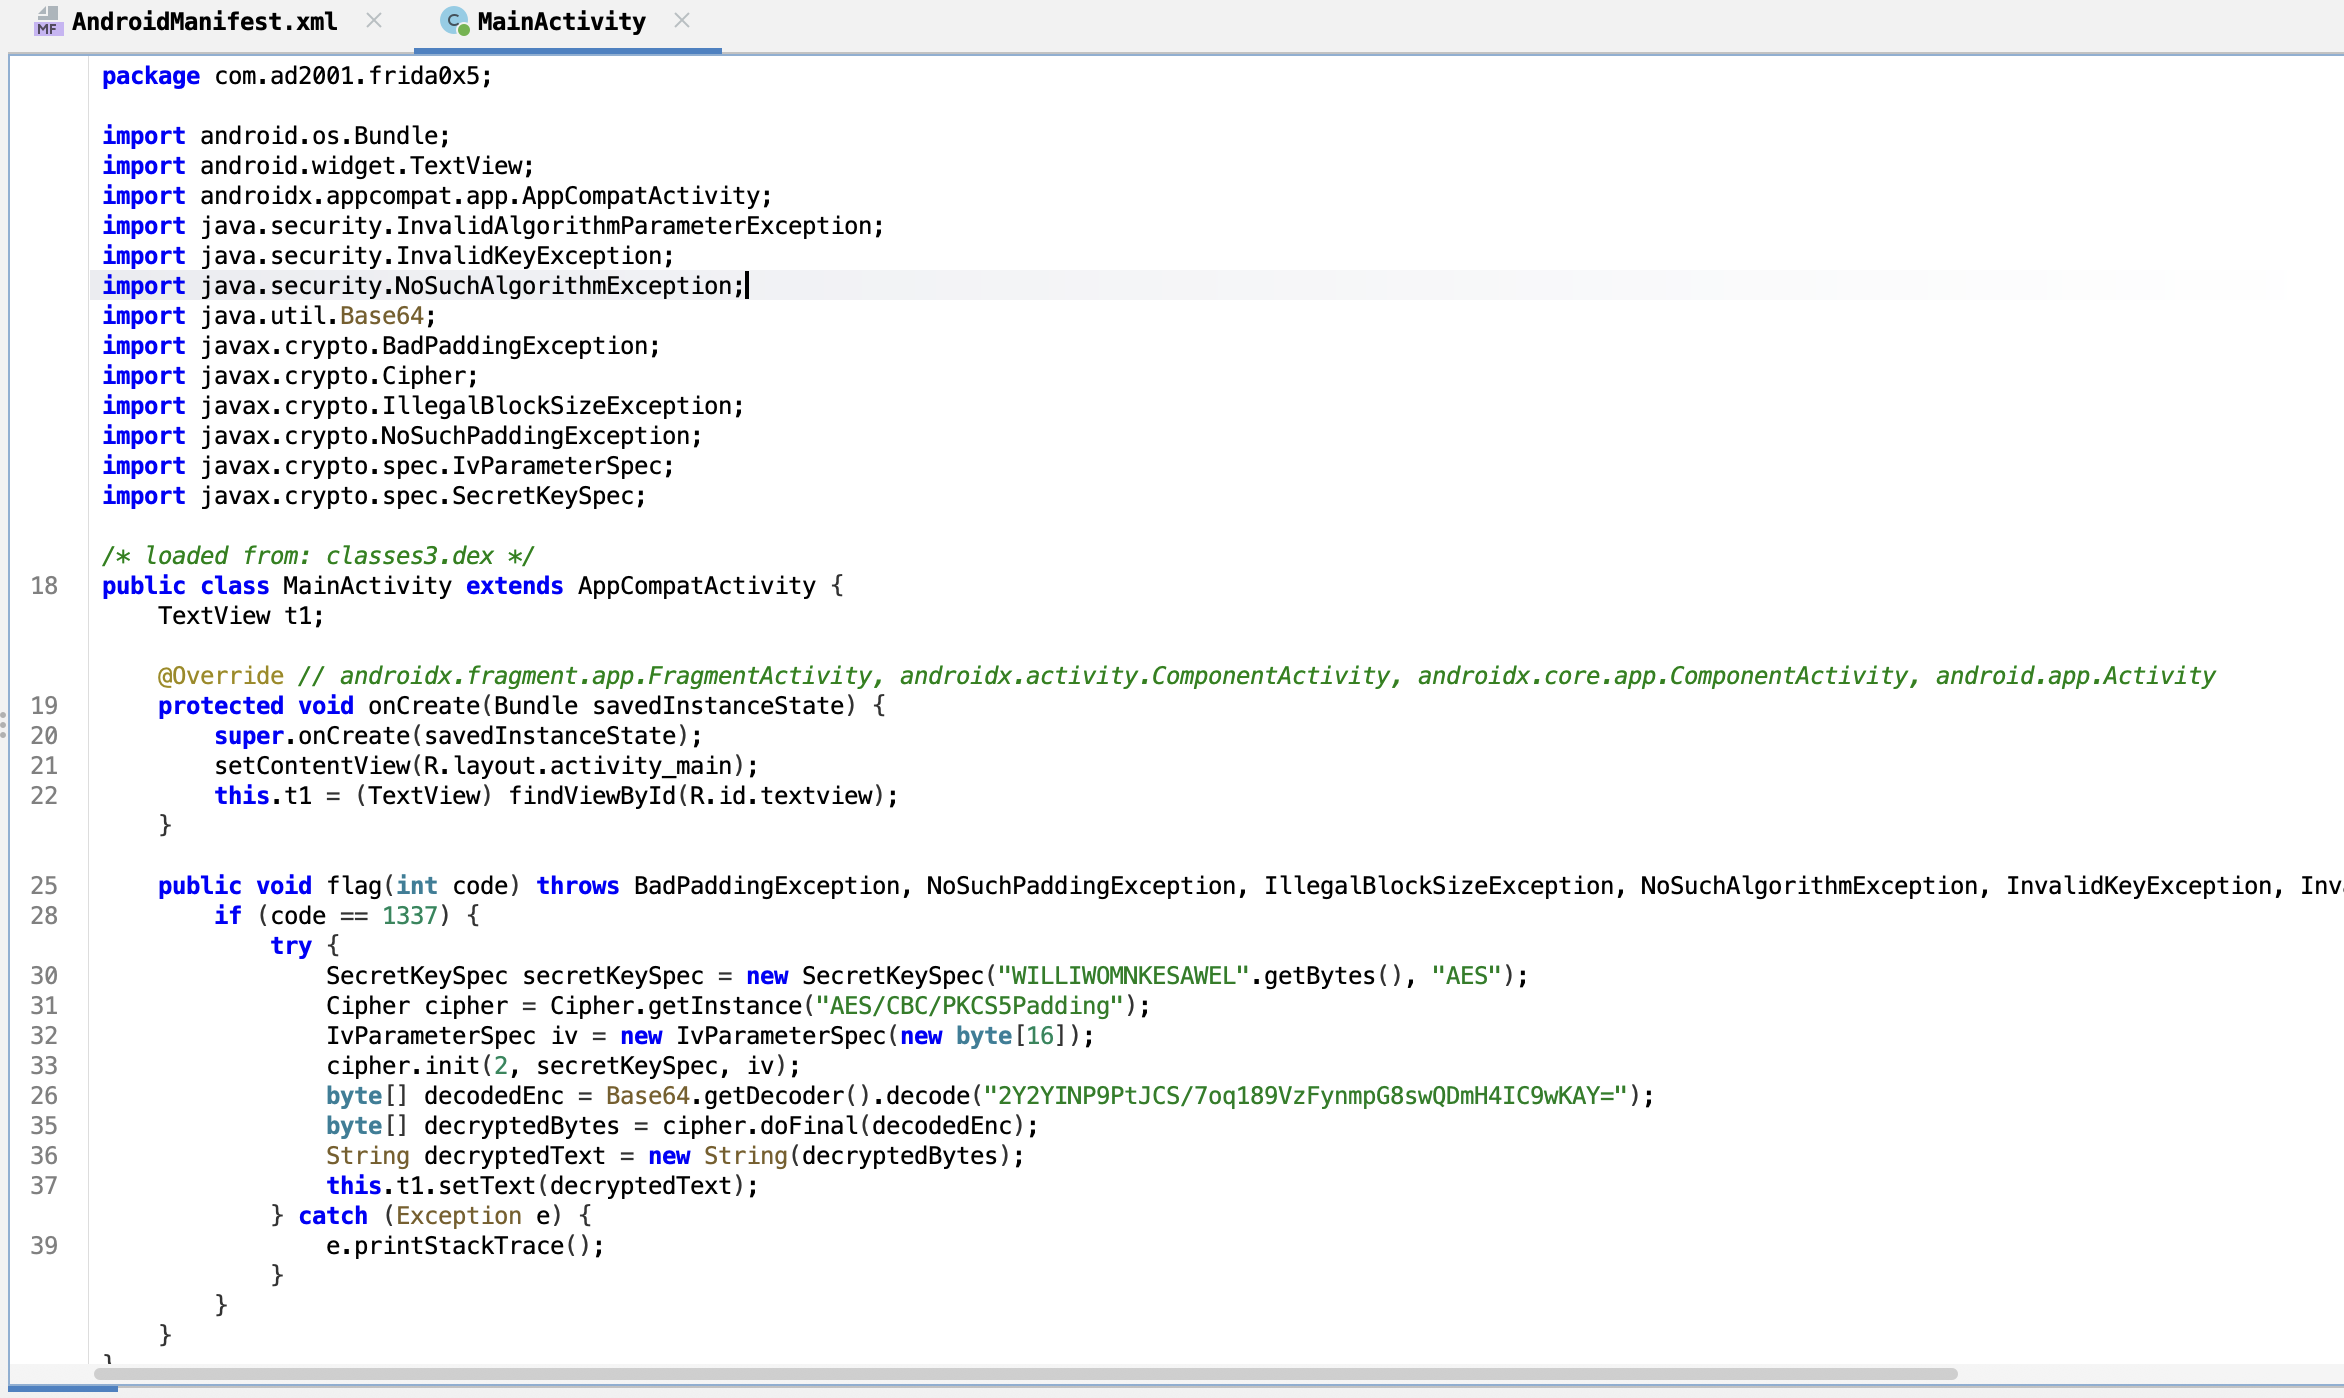 AndroidManifest.xml MainActivity
MF C
package com.ad2001.frida0x5;
import android.os.Bundle;
import android.widget.TextView;
import androidx.appcompat.app.AppCompatActivity;
import java.security.InvalidAlgorithmParameterException;
import java.security.InvalidKeyException;
import java.security.NoSuchAlgorithmException;
import java.util.Base64;
import javax.crypto.BadPaddingException;
import javax.crypto.Cipher;
import javax.crypto.IllegalBlockSizeException;
import javax.crypto.NoSuchPaddingException;
import javax.crypto.spec.IvParameterSpec;
import javax.crypto.spec.SecretKeySpec;
/* loaded from: classes3.dex */
18 public class MainActivity extends AppCompatActivity {
TextView t1;
@Override // androidx.fragment.app.FragmentActivity, androidx.activity.ComponentActivity, androidx.core.app.ComponentActivity, android.app.Activity
19 protected void onCreate(Bundle savedInstanceState) {
20 super.onCreate(savedInstanceState);
21 setContentView(R.layout.activity_main);
22 this.t1 = (TextView) findViewById(R.id.textview);
}
25 public void flag(int code) throws BadPaddingException, NoSuchPaddingException, IllegalBlockSizeException, NoSuchAlgorithmException, InvalidKeyException, Inv
28 if (code == 1337) {
try {
30 SecretKeySpec secretKeySpec = new SecretKeySpec("WILLIWOMNKESAWEL".getBytes(), "AES");
31 Cipher cipher = Cipher.getInstance("AES/CBC/PKCS5Padding");
32 IvParameterSpec iv = new IvParameterSpec(new byte[16]);
33 cipher.init(2, secretKeySpec, iv);
26 byte[] decodedEnc = Base64.getDecoder().decode("2Y2YINP9PtJCS/7oq189VzFynmpG8swQDmH4IC9wKAY=");
35 byte[] decryptedBytes = cipher.doFinal(decodedEnc);
36 String decryptedText = new String(decryptedBytes);
37 this.t1.setText(decryptedText);
} catch (Exception e) {
39 e.printStackTrace();
}
}
}
}